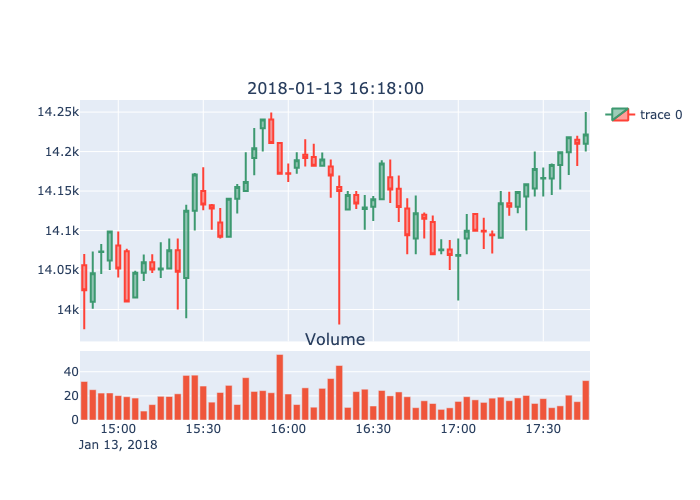 2018-01-13 16:18:00
14.25k
14.2k
14.15k
14.1k
14.05k
14k
trace 0
Volume
40
20
0
15:00 15:30 16:00 16:30 17:00 17:30
Jan 13, 2018